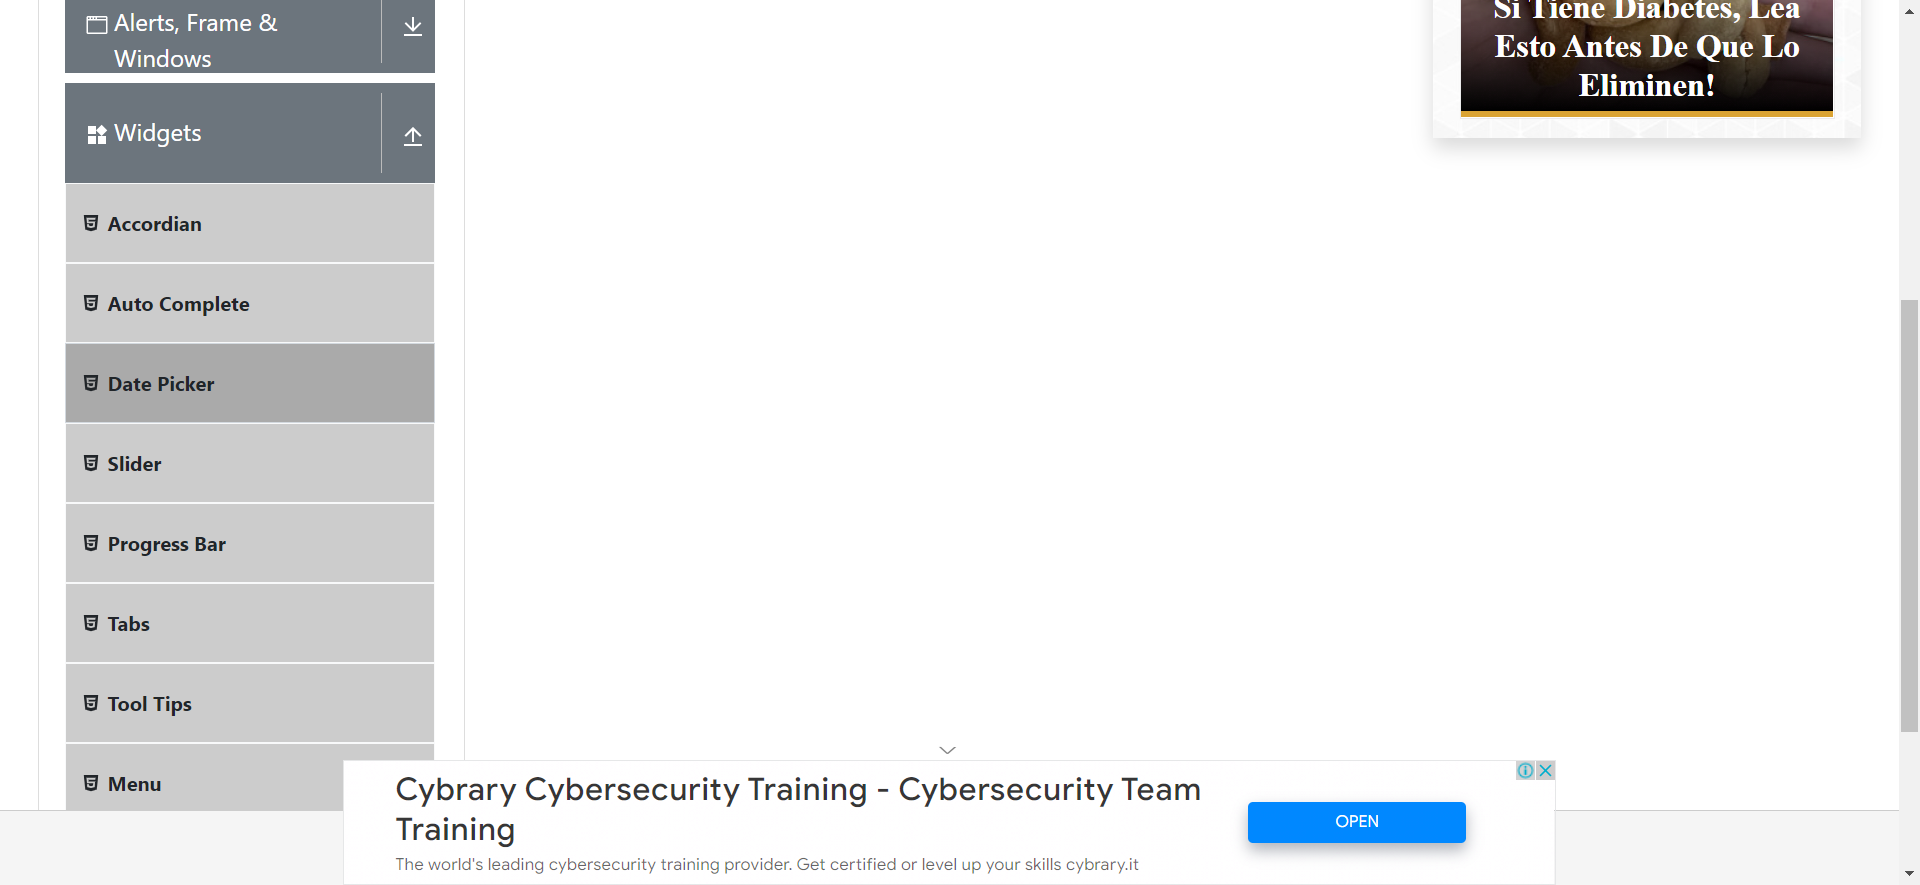 Alerts, Frame &
Windows
Widgets
Accordian
Auto Complete
Date Picker
Slider
Progress Bar
Tabs
Tool Tips
Menu
Si Tiene Diabetes, Lea
Esto Antes De Que Lo
Eliminen!
Cybrary Cybersecurity Training - Cybersecurity Team
Training
The world's leading cybersecurity training provider. Get certified or level up your skills cybrary.it
OPEN